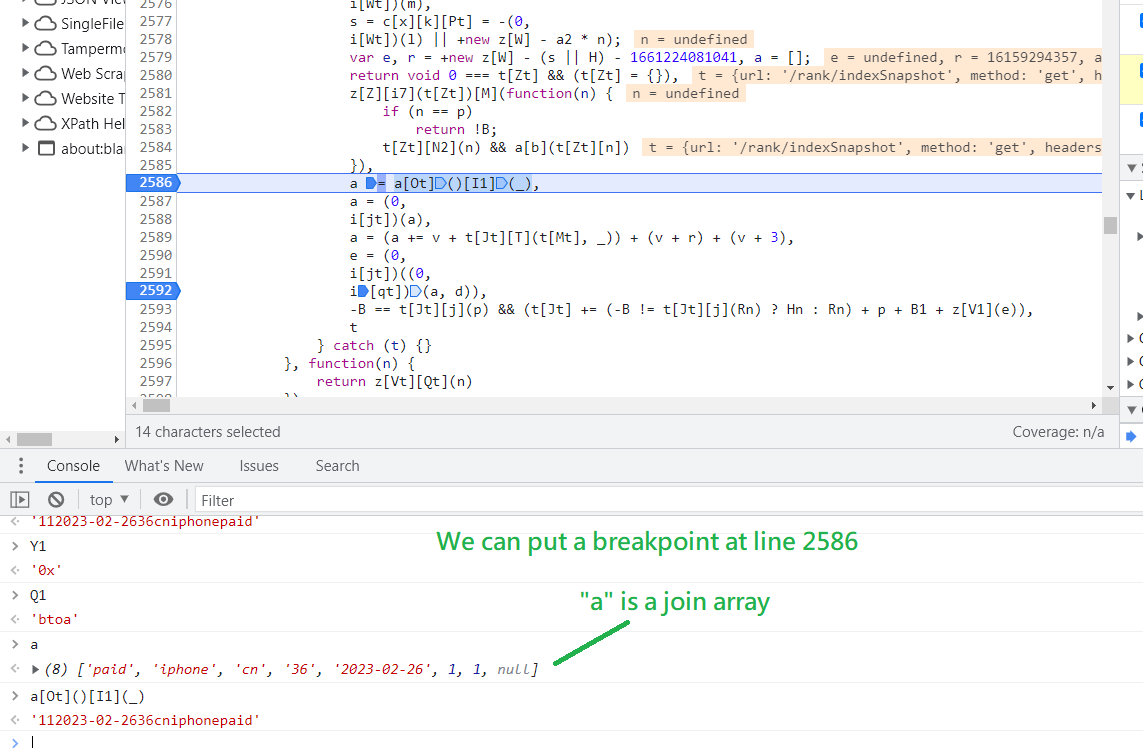 SingleFile
Tamperm
Web Scra
Website T
XPath Hel
about:bla
2576 i[Wt])(m),
2577 s = c[x][k][Pt] = -(0,
2578 i[Wt])(l) || +new z[W] - a2 * n); n = undefined
2579 var e, r = +new z[W] - (s || H) - 1661224081041, a = []; e = undefined, r = 16159294357, a
2580 return void 0 === t[Zt] && (t[Zt] = {}), t = {url: '/rank/indexSnapshot', method: 'get', h
2581 z[Z][i7](t[Zt])[M](function(n) { n = undefined
2582 if (n == p)
2583 return !B;
2584 t[Zt][N2](n) && a[b](t[Zt][n]) t = {url: '/rank/indexSnapshot', method: 'get', headers
2585 }),
2586 a = a[Ot]()[I1](_),
2587 a = (0,
2588 i[jt])(a),
2589 a = (a += v + t[Jt][T](t[Mt], _)) + (v + r) + (v + 3),
2590 e = (0,
2591 i[jt])((0,
2592 i[qt])(a, d)),
2593 -B == t[Jt][j](p) && (t[Jt] += (-B != t[Jt][j](Rn) ? Hn : Rn) + p + B1 + z[V1](e)),
2594 t
2595 } catch (t) {}
2596 }, function(n) {
2597 return z[Vt][Qt](n)
14 characters selected Coverage: n/a
Console What's New Issues Search
top ▼ Filter
'112023-02-2636cniphonepaid'
> Y1
'0x'
> Q1
'btoa'
> a
(8) ['paid', 'iphone', 'cn', '36', '2023-02-26', 1, 1, null]
> a[Ot]()[I1](_)
'112023-02-2636cniphonepaid'
>
We can put a breakpoint at line 2586
"a" is a join array